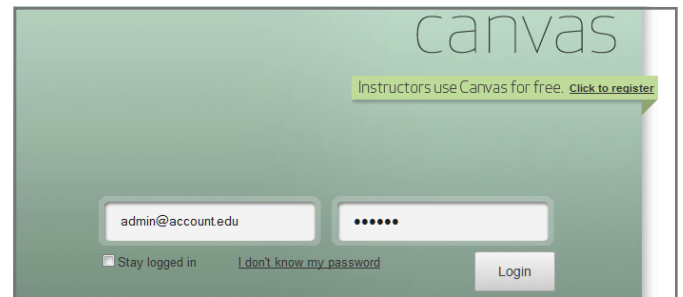 canvas
Instructors use Canvas for free. Click to register
admin@account.edu ••••••
Stay logged in I don't know my password
Login